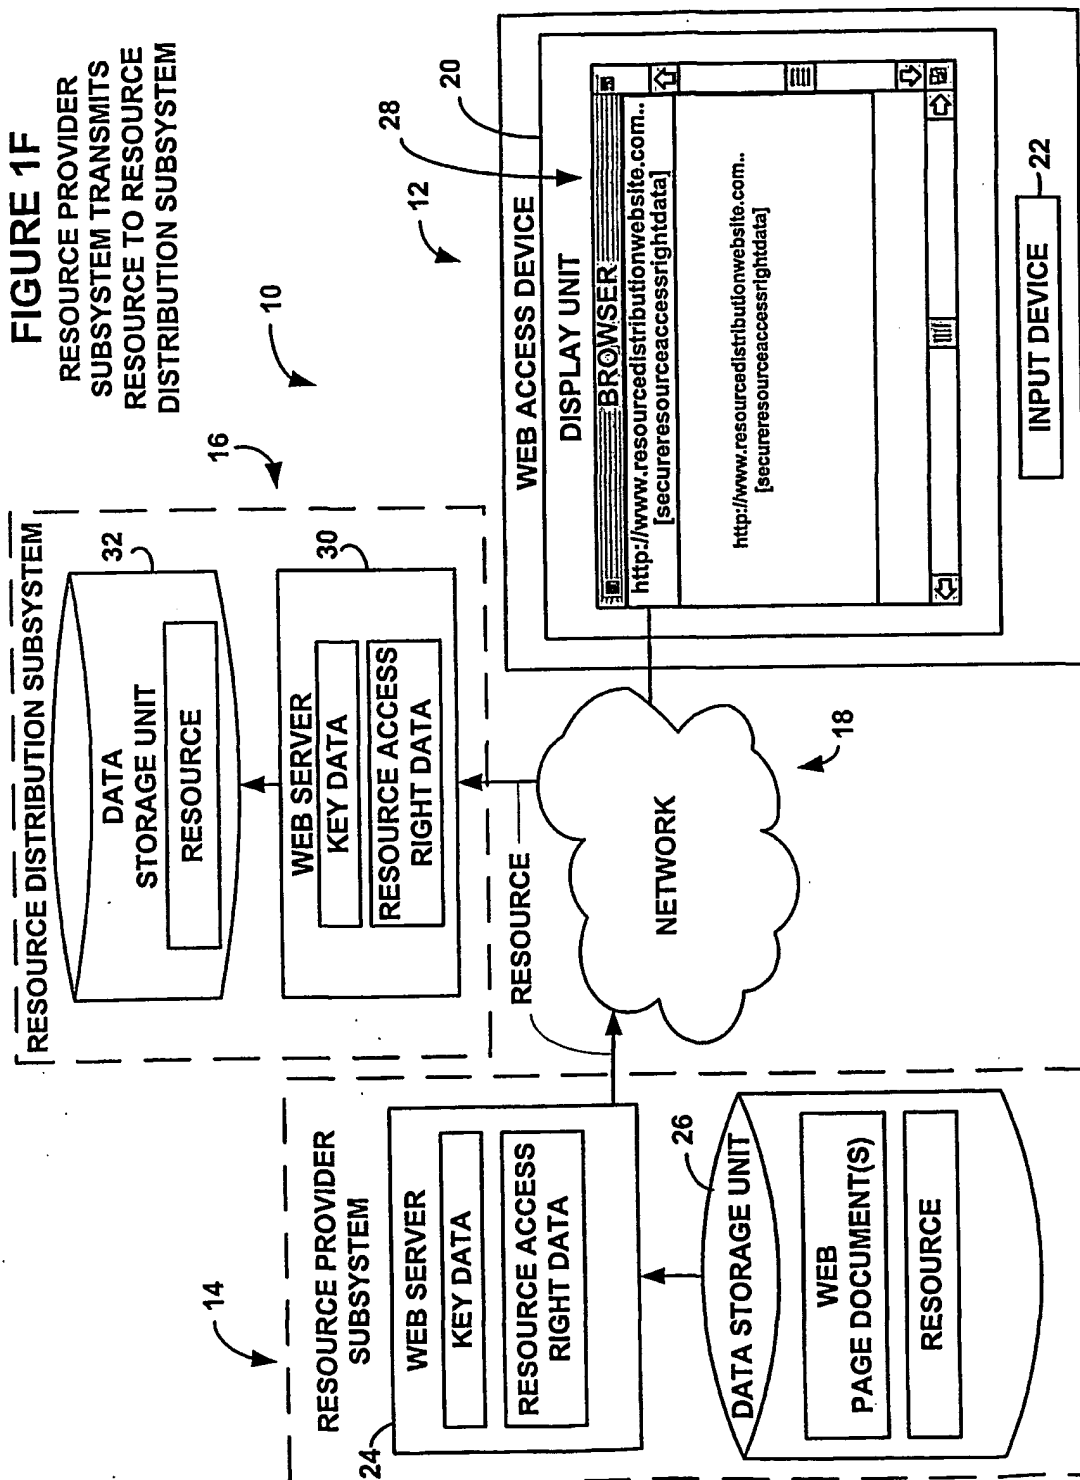 FIGURE 1F
RESOURCE PROVIDER
SUBSYSTEM TRANSMITS
RESOURCE TO RESOURCE
DISTRIBUTION SUBSYSTEM
10
14
RESOURCE PROVIDER
SUBSYSTEM
24
WEB SERVER
KEY DATA
RESOURCE ACCESS
RIGHT DATA
26
DATA STORAGE UNIT
WEB
PAGE DOCUMENT(S)
RESOURCE
16
RESOURCE DISTRIBUTION SUBSYSTEM
32
DATA
STORAGE UNIT
RESOURCE
30
WEB SERVER
KEY DATA
RESOURCE ACCESS
RIGHT DATA
RESOURCE
NETWORK
18
12
28
20
WEB ACCESS DEVICE
DISPLAY UNIT
BROWSER
http://www.resourcedistributionwebsite.com..
[secureresourceaccessrightdata]
http://www.resourcedistributionwebsite.com..
[secureresourceaccessrightdata]
INPUT DEVICE
22